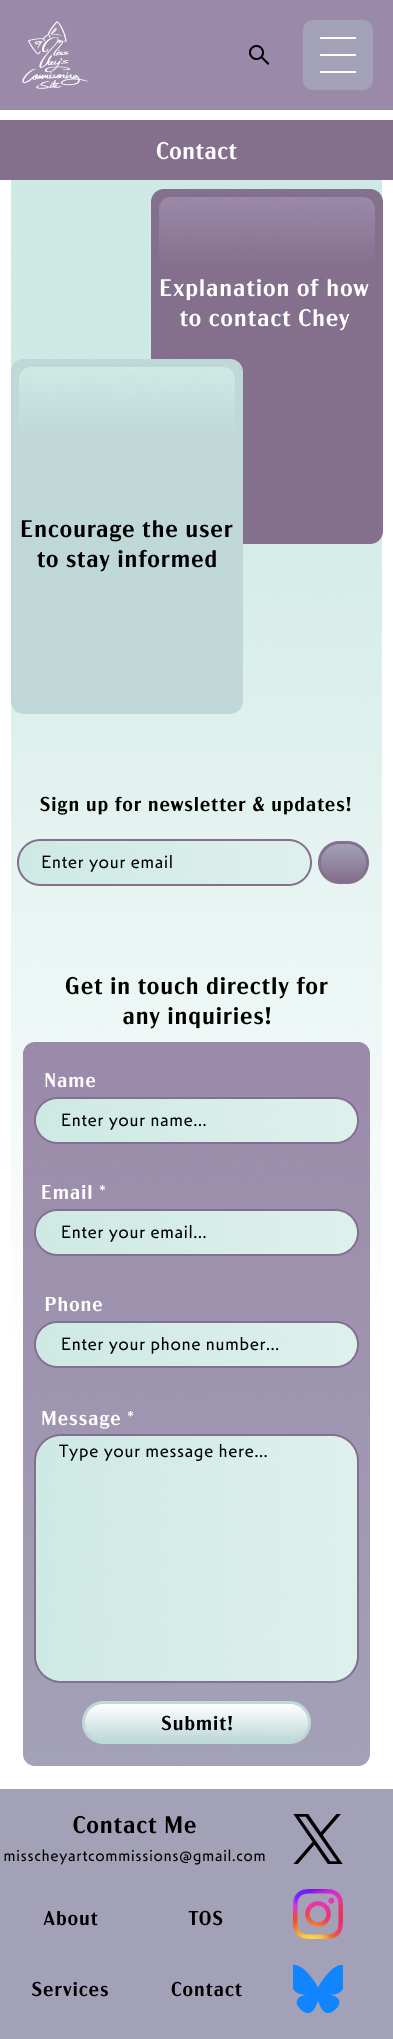 Miss
Chey's
Commissioning
Site
Contact
Explanation of how
to contact Chey
Encourage the user
to stay informed
Sign up for newsletter & updates!
Enter your email
Get in touch directly for
any inquiries!
Name
Enter your name...
Email *
Enter your email...
Phone
Enter your phone number...
Message *
Type your message here...
Submit!
Contact Me
misscheyartcommissions@gmail.com
About
TOS
Services
Contact